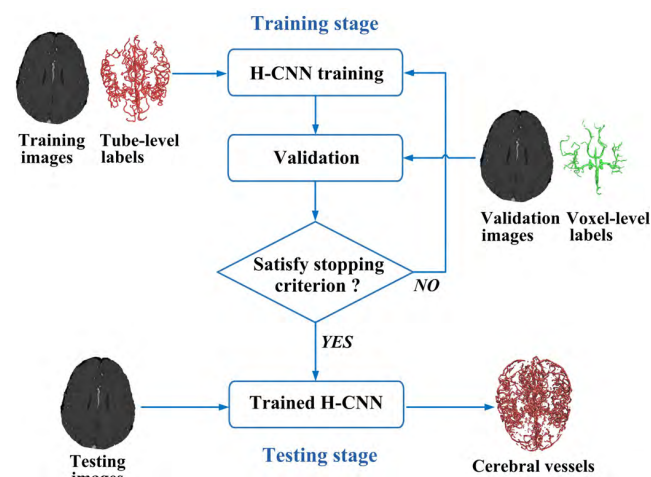 Training stage
H-CNN training
Training
images
Tube-level
labels
Validation
Validation
images
Voxel-level
labels
Satisfy stopping
criterion ?
NO
YES
Trained H-CNN
Testing
Testing stage
Cerebral vessels